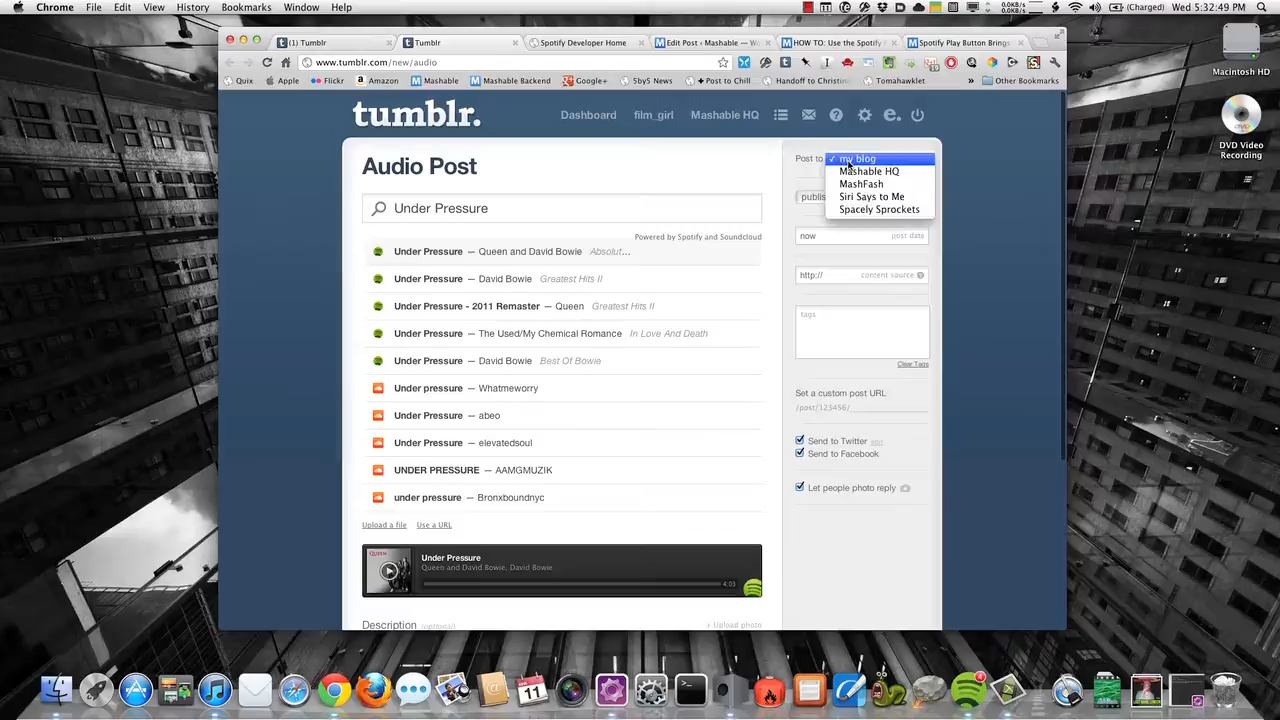 Chrome File Edit View History Bookmarks Window Help
(Charged) Wed 5:32:49 PM
(1) Tumblr
Tumblr
Spotify Developer Home
Edit Post ‹ Mashable — Wo
HOW TO: Use the Spotify
Spotify Play Button Brings
www.tumblr.com/new/audio
Quix Apple Flickr Amazon Mashable Mashable Backend Google+ 5by5 News + Post to Chill Handoff to Christin Tomahawklet » Other Bookmarks
Macintosh HD
DVD Video
Recording
tumblr.
Dashboard film_girl Mashable HQ
Audio Post
Under Pressure
Powered by Spotify and Soundcloud
Under Pressure — Queen and David Bowie Absolut...
Under Pressure — David Bowie Greatest Hits II
Under Pressure - 2011 Remaster — Queen Greatest Hits II
Under Pressure — The Used/My Chemical Romance In Love And Death
Under Pressure — David Bowie Best Of Bowie
Under pressure — Whatmeworry
Under Pressure — abeo
Under Pressure — elevatedsoul
UNDER PRESSURE — AAMGMUZIK
under pressure — Bronxboundnyc
Upload a file Use a URL
Under Pressure
Queen and David Bowie, David Bowie
4:03
Description (optional)
+ Upload photo
Post to
✓ my blog
Mashable HQ
MashFash
Siri Says to Me
Spacely Sprockets
publis
now post date
http:// content source
tags
Clear Tags
Set a custom post URL
/post/123456/
Send to Twitter
Send to Facebook
Let people photo reply
11